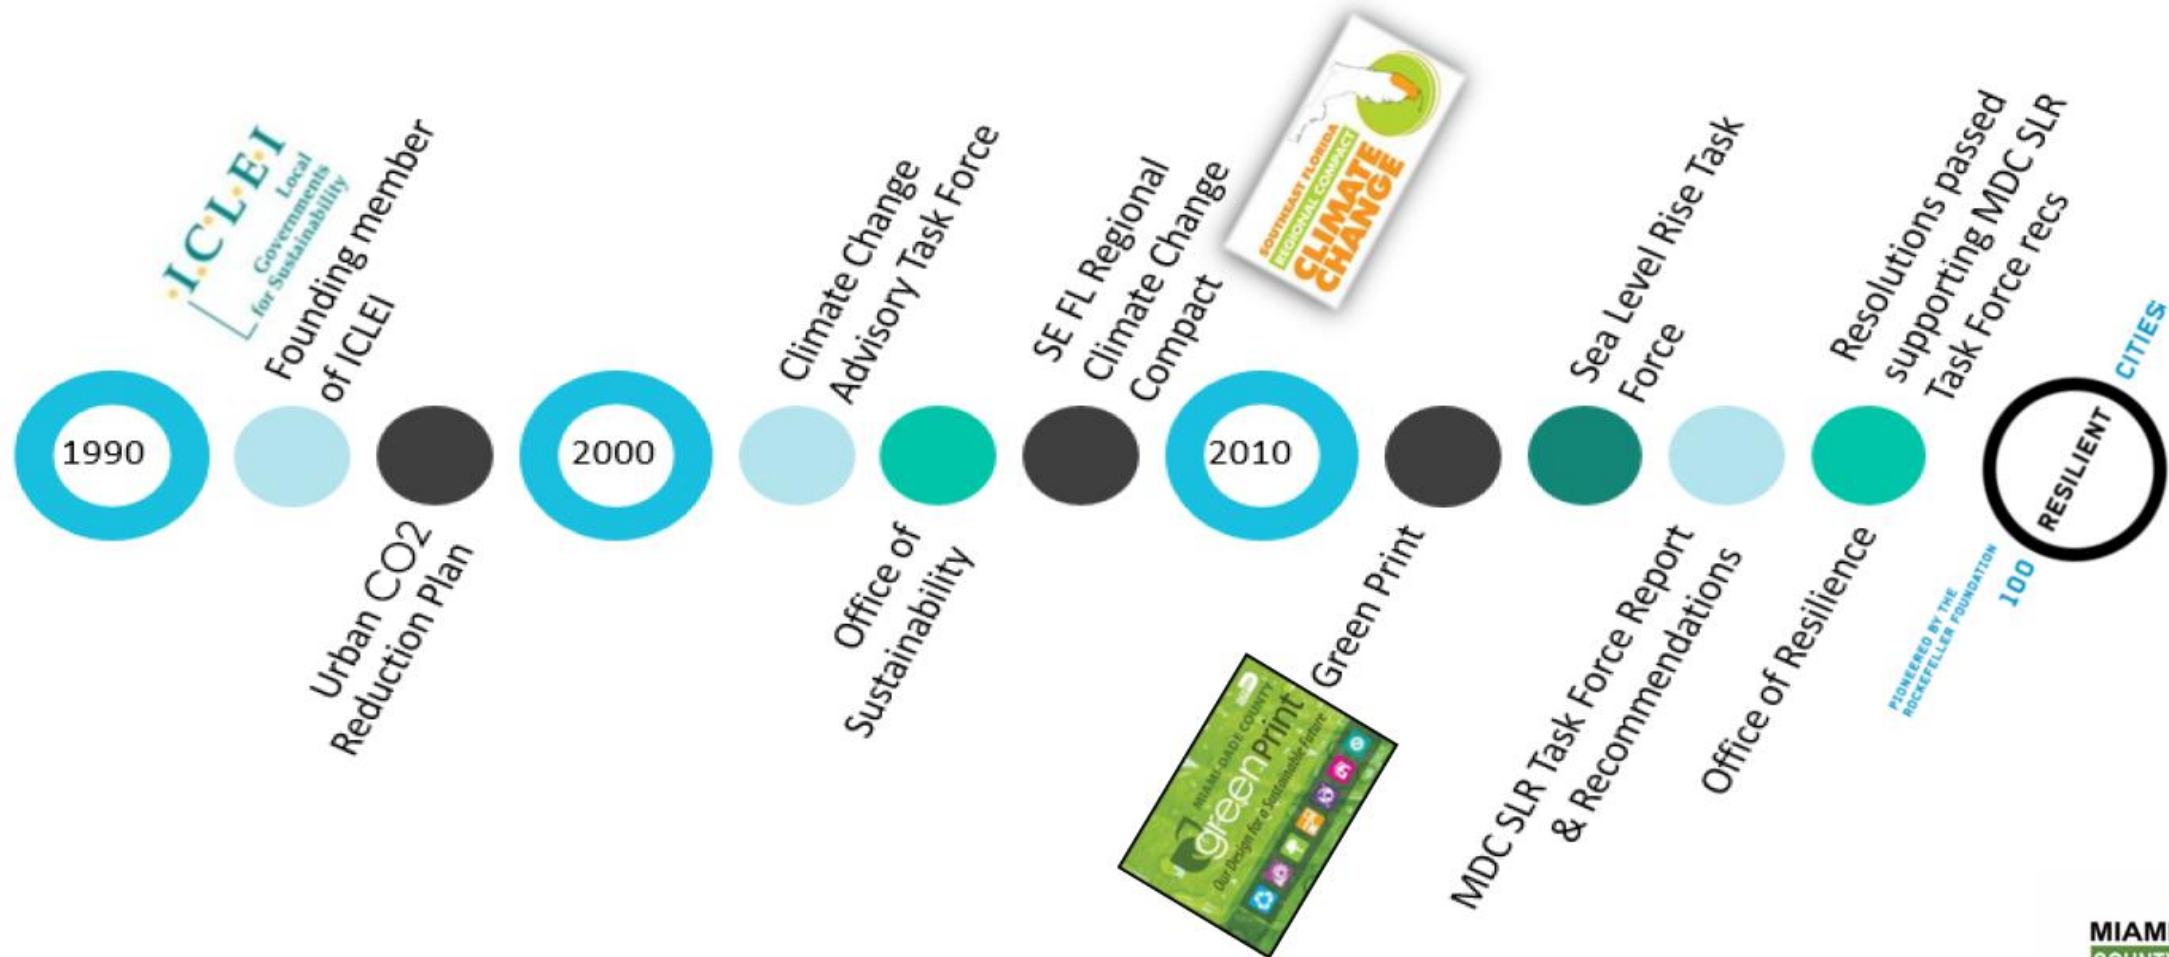 1990
I·C·L·E·I
Local
Governments
for Sustainability
Founding member
of ICLEI
Urban CO2
Reduction Plan
2000
Climate Change
Advisory Task Force
Office of
Sustainability
SE FL Regional
Climate Change
Compact
SOUTHEAST FLORIDA
REGIONAL COMPACT
CLIMATE
CHANGE
2010
Green Print
MIAMI-DADE COUNTY
greenPrint
Our Design for a Sustainable Future
Sea Level Rise Task
Force
MDC SLR Task Force Report
& Recommendations
Resolutions passed
supporting MDC SLR
Task Force recs
Office of Resilience
PIONEERED BY THE
ROCKEFELLER FOUNDATION
100
RESILIENT
CITIES
MIAMI
COUNTY